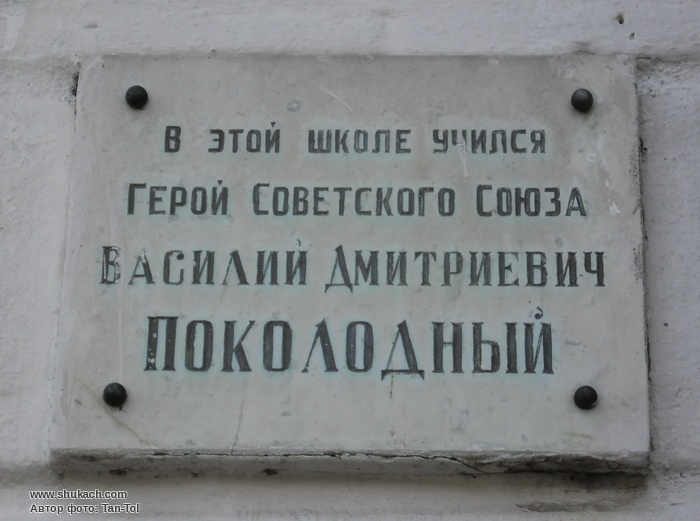 В ЭТОЙ ШКОЛЕ УЧИЛСЯ
ГЕРОЙ СОВЕТСКОГО СОЮЗА
ВАСИЛИЙ ДМИТРИЕВИЧ
ПОКОЛОДНЫЙ
www.shukach.com
Автор фото: Tan-Tol